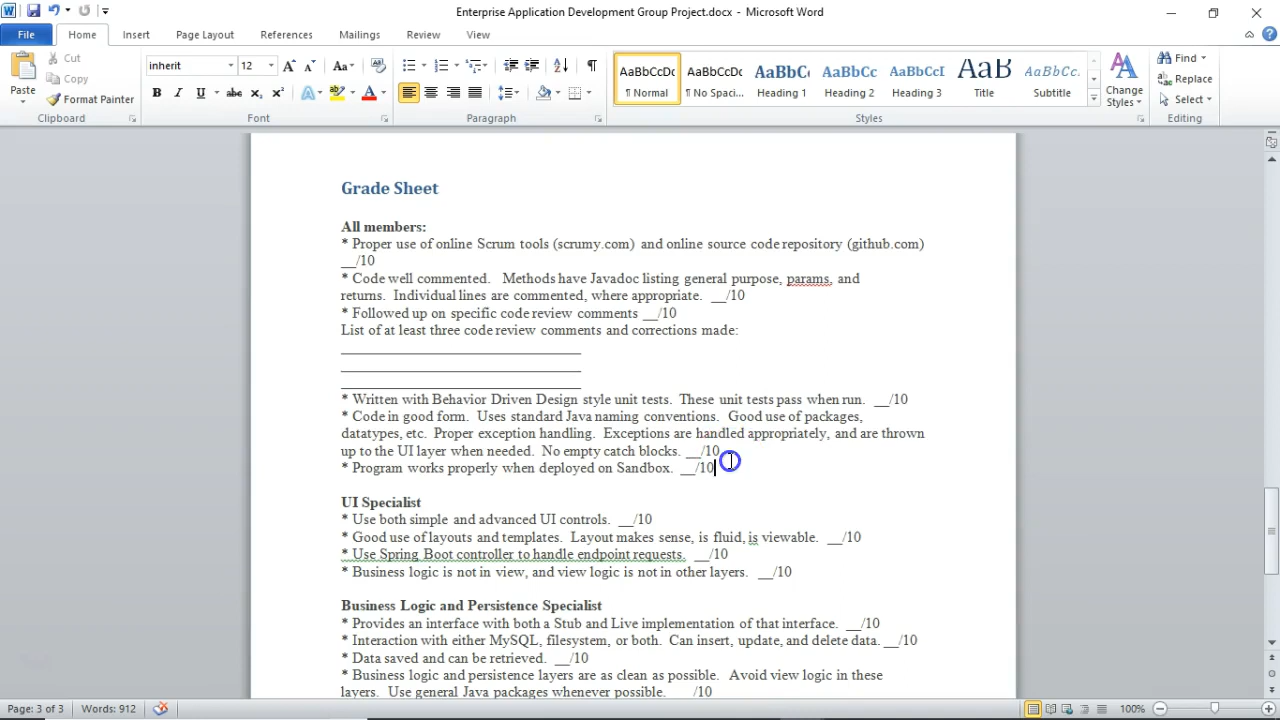 Enterprise Application Development Group Project.docx - Microsoft Word
File Home Insert Page Layout References Mailings Review View
Cut
Copy
Format Painter
Paste
Clipboard
inherit 12
Font
Paragraph
AaBbCcDc AaBbCcDc AaBbC AaBbCc AaBbCcI AaB AaBbCc.
¶ Normal ¶ No Spaci... Heading 1 Heading 2 Heading 3 Title Subtitle
Change Styles
Styles
Find
Replace
Select
Editing
Grade Sheet
All members:
* Proper use of online Scrum tools (scrumy.com) and online source code repository (github.com)
__/10
* Code well commented. Methods have Javadoc listing general purpose, params, and
returns. Individual lines are commented, where appropriate. __/10
* Followed up on specific code review comments __/10
List of at least three code review comments and corrections made:
* Written with Behavior Driven Design style unit tests. These unit tests pass when run. __/10
* Code in good form. Uses standard Java naming conventions. Good use of packages,
datatypes, etc. Proper exception handling. Exceptions are handled appropriately, and are thrown
up to the UI layer when needed. No empty catch blocks. __/10
* Program works properly when deployed on Sandbox. __/10
UI Specialist
* Use both simple and advanced UI controls. __/10
* Good use of layouts and templates. Layout makes sense, is fluid, is viewable. __/10
* Use Spring Boot controller to handle endpoint requests. __/10
* Business logic is not in view, and view logic is not in other layers. __/10
Business Logic and Persistence Specialist
* Provides an interface with both a Stub and Live implementation of that interface. __/10
* Interaction with either MySQL, filesystem, or both. Can insert, update, and delete data. __/10
* Data saved and can be retrieved. __/10
* Business logic and persistence layers are as clean as possible. Avoid view logic in these
layers. Use general Java packages whenever possible. __/10
Page: 3 of 3 Words: 912 100%